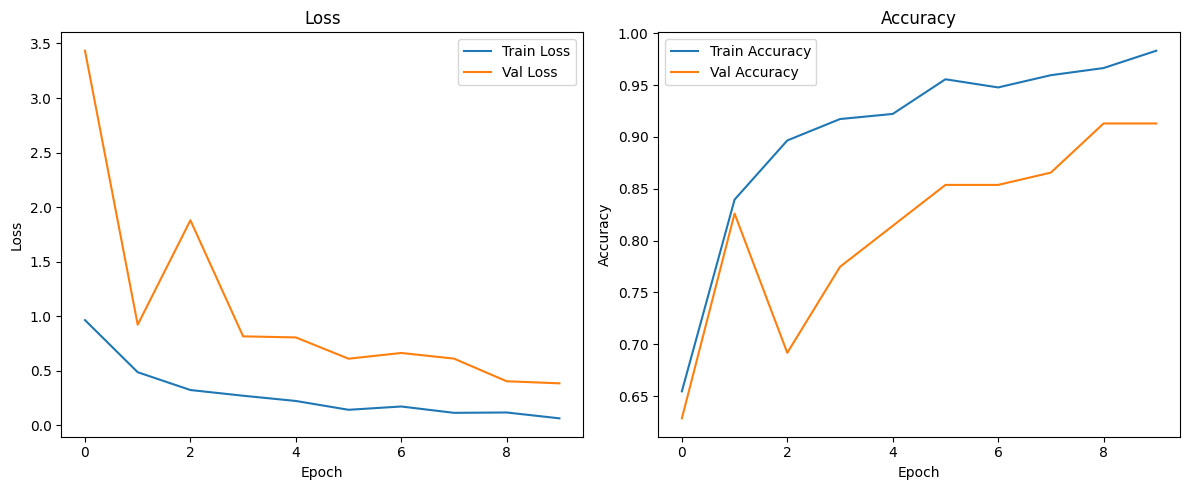 Loss
3.5
3.0
2.5
2.0
1.5
1.0
0.5
0.0
Loss
Train Loss
Val Loss
0 2 4 6 8
Epoch
Accuracy
1.00
0.95
0.90
0.85
0.80
0.75
0.70
0.65
Accuracy
Train Accuracy
Val Accuracy
0 2 4 6 8
Epoch